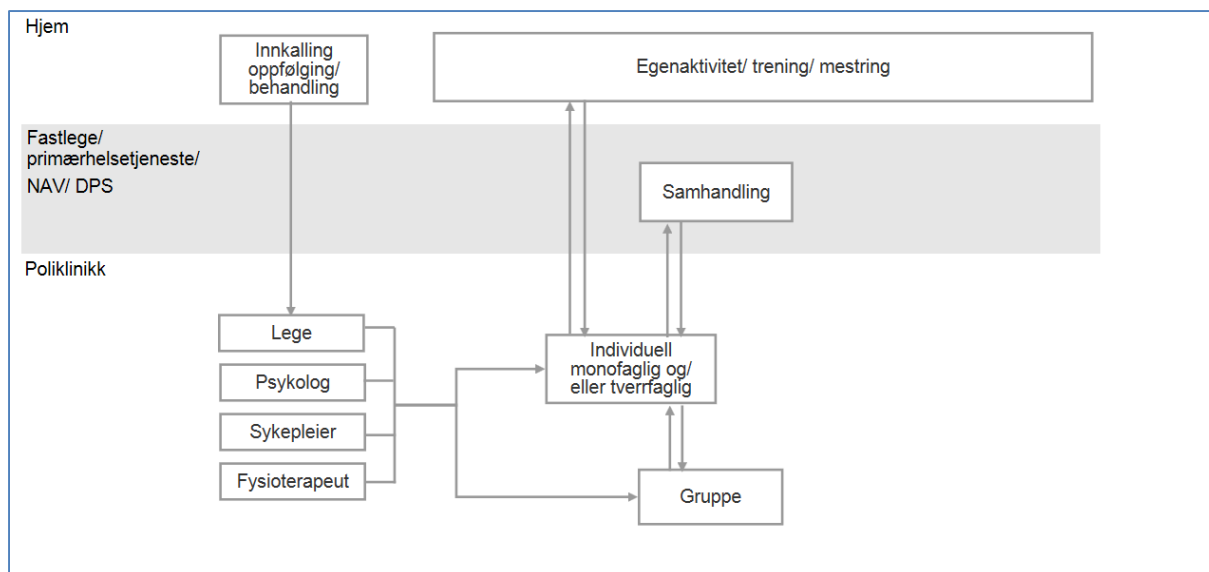 Hjem
Innkalling
oppfølging/
behandling
Egenaktivitet/ trening/ mestring
Fastlege/
primærhelsetjeneste/
NAV/ DPS
Samhandling
Poliklinikk
Lege
Psykolog
Sykepleier
Fysioterapeut
Individuell
monofaglig og/
eller tverrfaglig
Gruppe